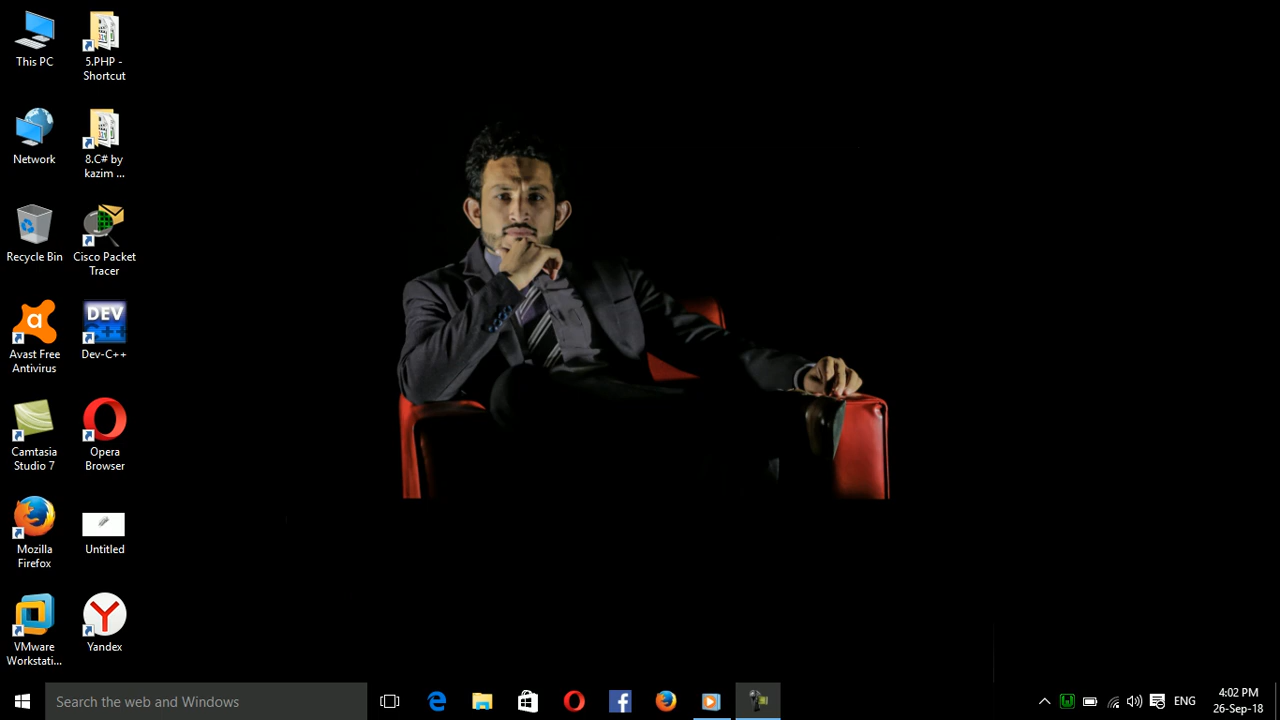 This PC
5.PHP -
Shortcut
Network
8.C# by
kazim ...
Recycle Bin
Cisco Packet
Tracer
a
Avast Free
Antivirus
DEV
C++
Dev-C++
Camtasia
Studio 7
Opera
Browser
Mozilla
Firefox
Untitled
VMware
Workstati...
Yandex
Search the web and Windows
ENG
4:02 PM
26-Sep-18